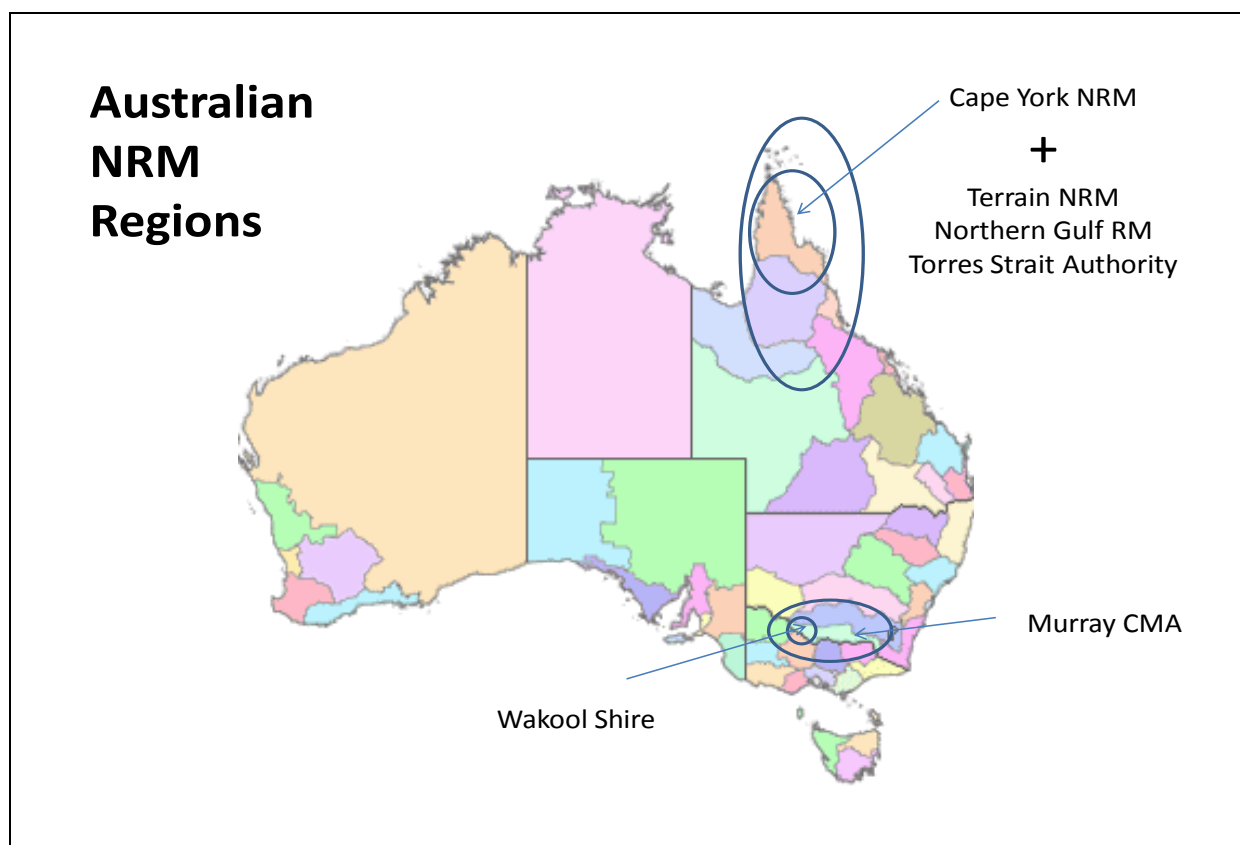 Australian
NRM
Regions
Cape York NRM
+
Terrain NRM
Northern Gulf RM
Torres Strait Authority
Murray CMA
Wakool Shire